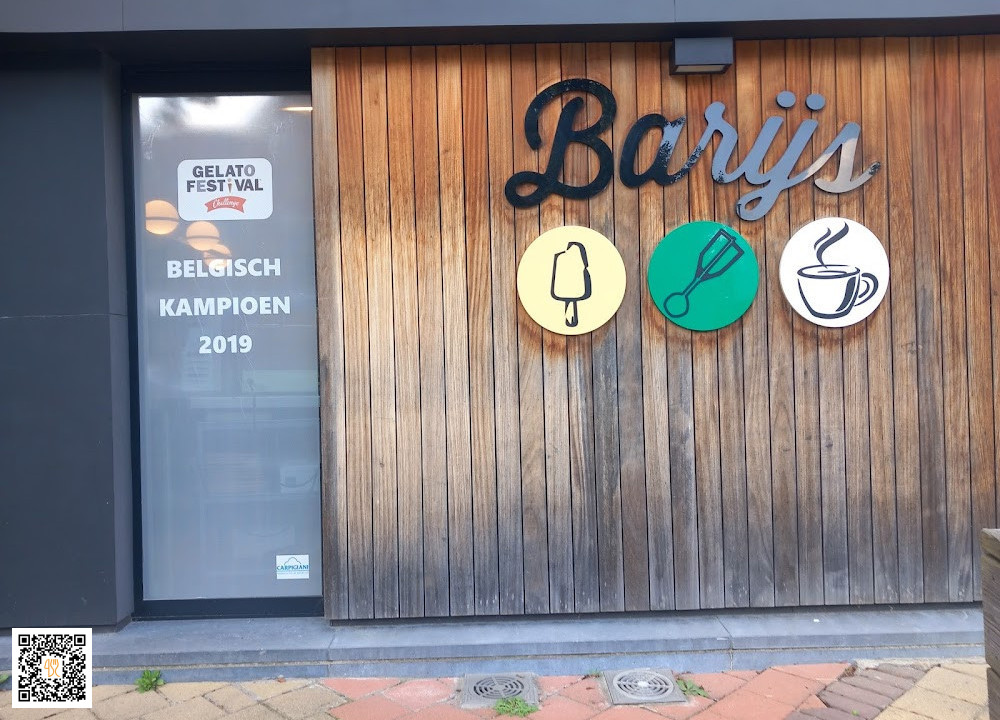 Barijs
GELATO
FESTIVAL
Challenge
BELGISCH
KAMPIOEN
2019
CARPIGIANI